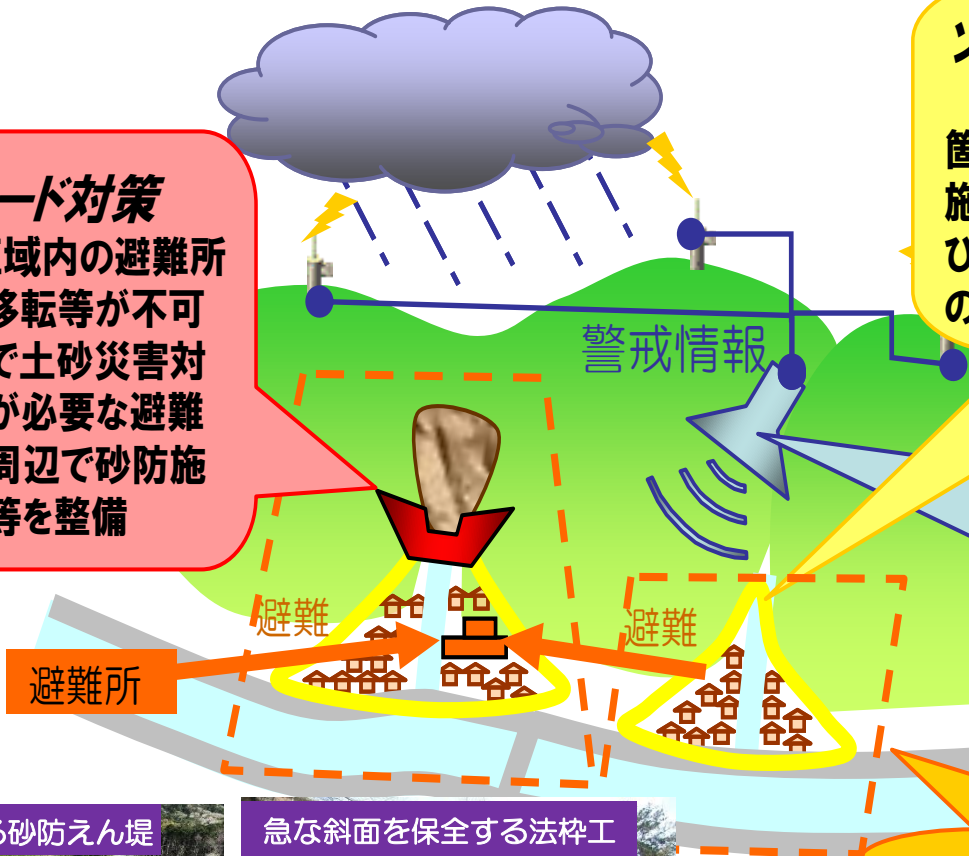 ード対策
域内の避難所
移転等が不可
で土砂災害対
が必要な避難
周辺で砂防施
等を整備
箇
施
ひ
の
警戒情報
避難
避難
避難所
る砂防えん堤
急な斜面を保全する法枠工